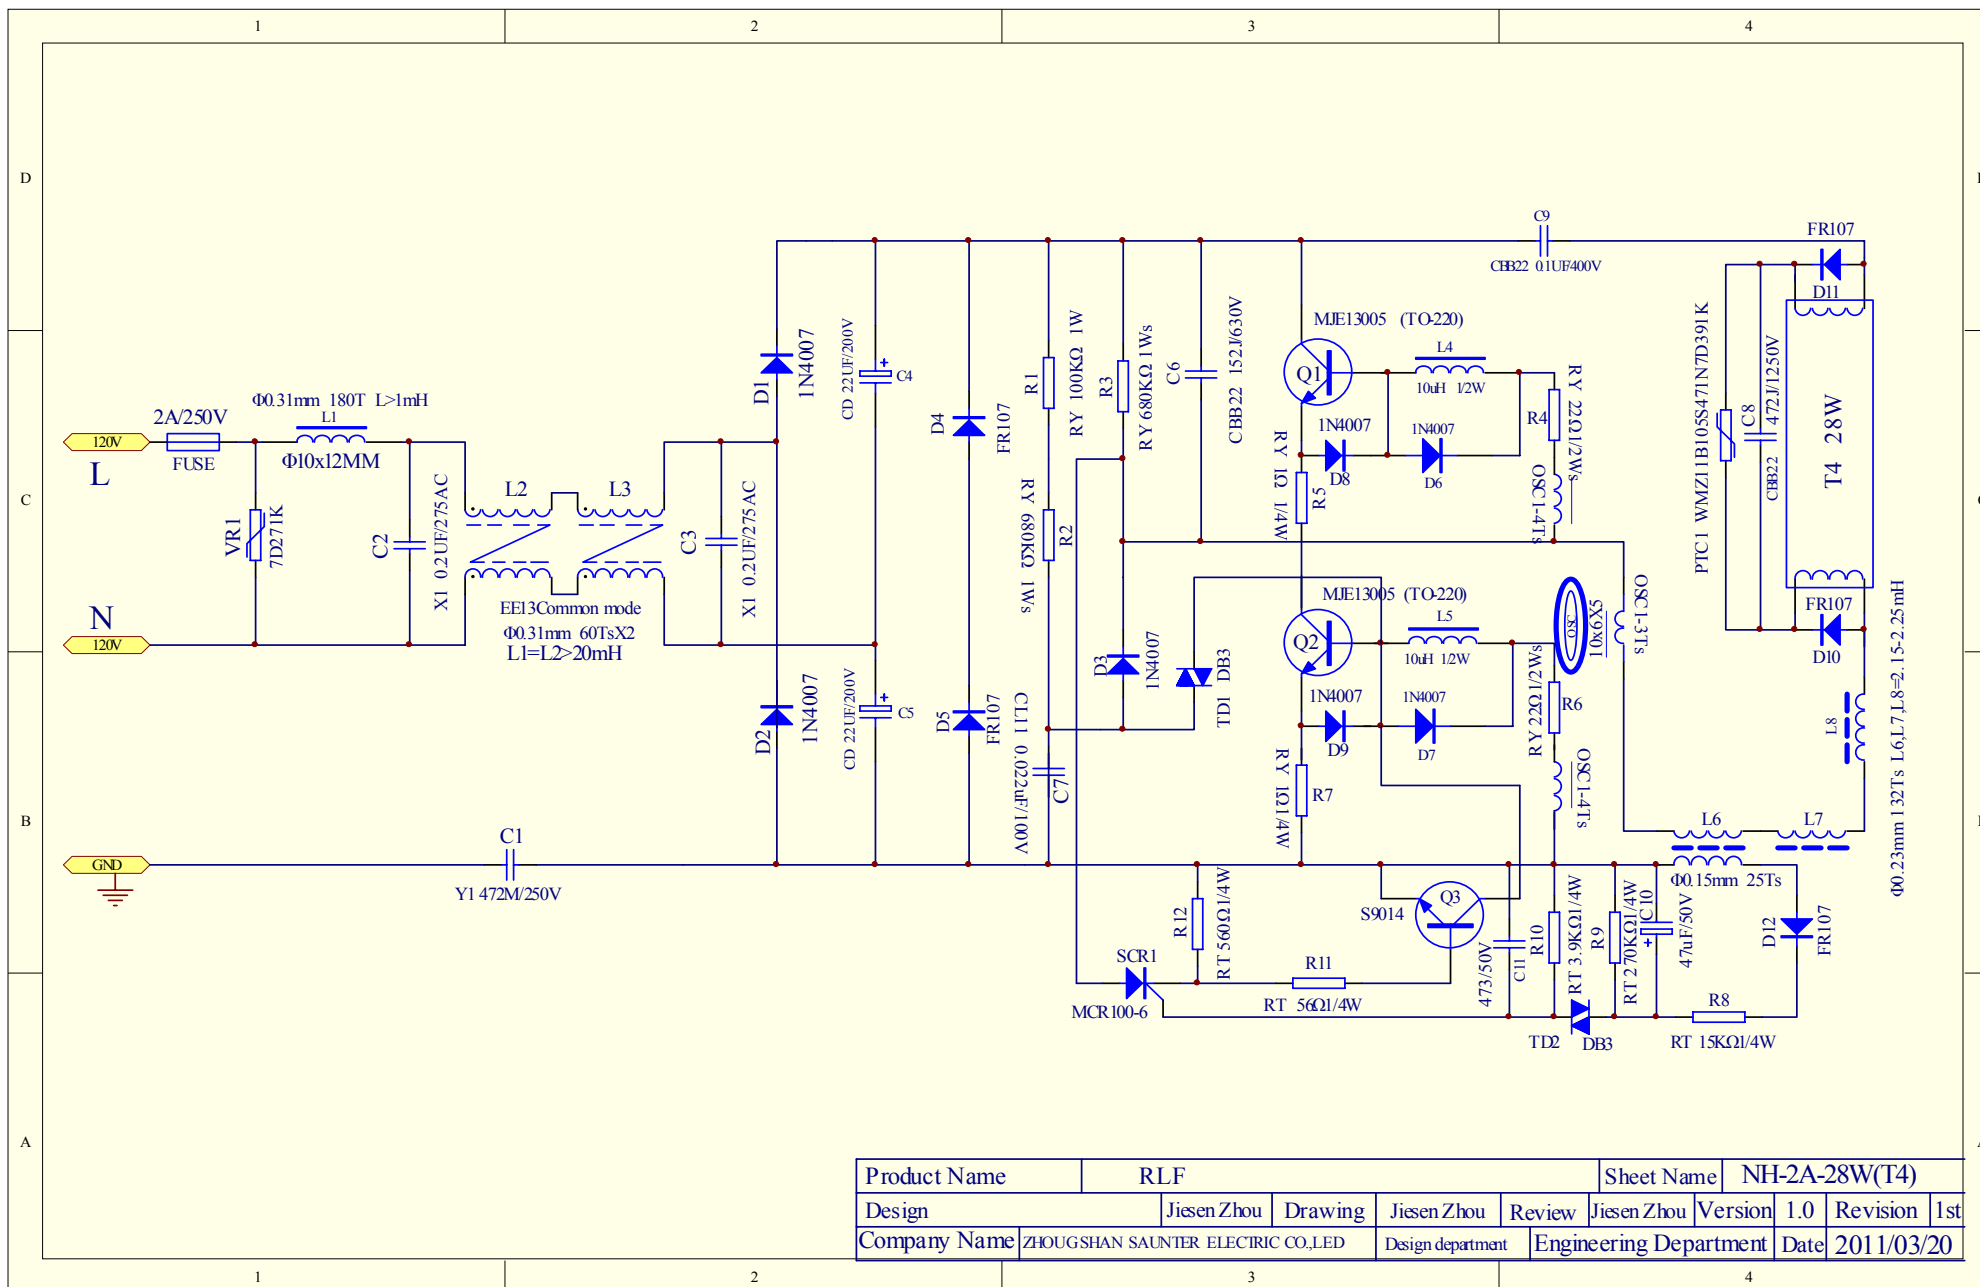 1
2
3
4
D
C
B
A
C9
CBB22 0.1UF/400V
FR107
D11
MJE13005 (TO-220)
L4
10uH 1/2W
Q1
1N4007
D8
1N4007
D6
RY 22Ω1/2Ws
R4
OSC1-4Ts
PTC1 WMZ11B105S471N7D391K
C8
472J/1250V
CBB22
T4 28W
D1
1N4007
CD 22UF/200V
C4
D4
FR107
R1
RY 100KΩ 1W
R3
RY 680KΩ 1Ws
C6
CBB22 152J/630V
RY 1Ω 1/4W
R5
Φ0.31mm 180T L>1mH
L1
2A/250V
Φ10x12MM
FUSE
120V
L
VR1
7D271K
C2
X1 0.2UF/275AC
L2
L3
C3
X1 0.2UF/275AC
EE13Common mode
Φ0.31mm 60TsX2
L1=L2>20mH
N
120V
RY 680KΩ 1Ws
R2
MJE13005 (TO-220)
L5
10uH 1/2W
Q2
1N4007
D9
1N4007
D7
OSC
10X6X5
OSC1-3Ts
FR107
D10
D3
1N4007
TD1 DB3
RY 22Ω1/2Ws
R6
OSC1-4Ts
L8
Φ0.23mm132Ts L6,L7,L8=2.15-2.25mH
D2
1N4007
CD 22UF/200V
C5
D5
FR107
CL11 0.022uF/100V
C7
RY 1Ω1/4W
R7
L6
L7
Φ0.15mm 25Ts
GND
C1
Y1 472M/250V
R12
RT 560Ω1/4W
S9014
Q3
473/50V
C11
R10
RT 3.9KΩ1/4W
R9
RT 270KΩ1/4W
C10
47uF/50V
D12
FR107
SCR1
MCR100-6
R11
RT 56Ω1/4W
TD2
DB3
R8
RT 15KΩ1/4W
Product Name RLF Sheet Name NH-2A-28W(T4)
Design Jiesen Zhou Drawing Jiesen Zhou Review Jiesen Zhou Version 1.0 Revision 1st
Company Name ZHOUGSHAN SAUNTER ELECTRIC CO.,LED Design department Engineering Department Date 2011/03/20
1
2
3
4